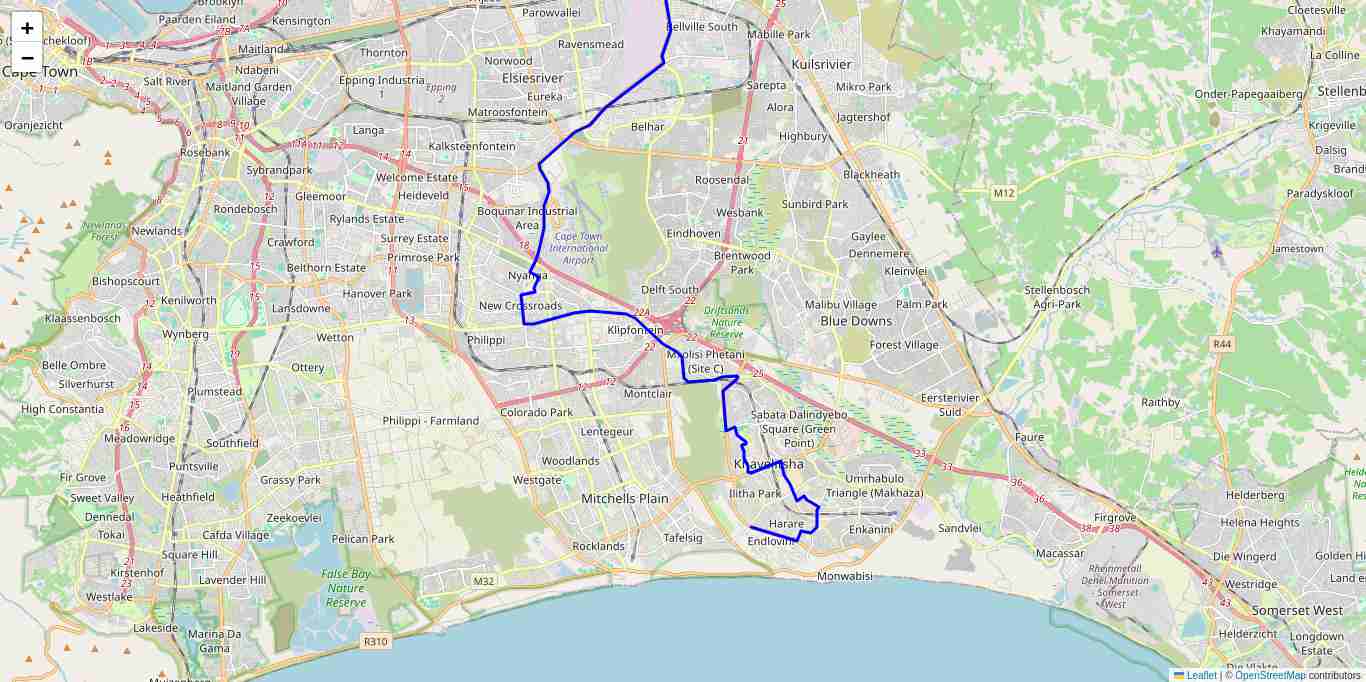 Brooklyn
Paarden Eiland
Kensington
Parowvallei
Bellville South
Cloetesville
+
−
Maitland
Thornton
Ravensmead
Mabille Park
Khayamandi
Cape Town
Salt River
Ndabeni
Maitland Garden
Village
Epping Industria
1
Epping
2
Norwood
Elsiesriver
Eureka
Kuilsrivier
La Colline
Sarepta
Mikro Park
Onder-Papegaaiberg
Oranjezicht
Langa
Matroosfontein
Belhar
Alora
Jagtershof
Krigeville
Rosebank
Kalksteenfontein
Highbury
Dalsig
Sybrandpark
Welcome Estate
Heideveld
Roosendal
Blackheath
M12
Paradyskloof
Gleemoor
Rondebosch
Rylands Estate
Boquinar Industrial
Area
Wesbank
Sunbird Park
Newlands
Forest
Newlands
Crawford
Surrey Estate
Primrose Park
Cape Town
International
Airport
Eindhoven
Brentwood
Park
Gaylee
Dennemere
Kleinvlei
Jamestown
Bishopscourt
Belthorn Estate
Nyanga
Delft South
Stellenbosch
Agri-Park
Kenilworth
Lansdowne
Hanover Park
New Crossroads
Malibu Village
Palm Park
Klaassenbosch
Wynberg
Wetton
Philippi
Klipfontein
Driftsands
Nature
Reserve
Blue Downs
Forest Village
R44
Belle Ombre
Silverhurst
Ottery
Mxolisi Phetani
(Site C)
High Constantia
Plumstead
Montclair
Eersterivier
Suid
Raithby
Colorado Park
Philippi - Farmland
Sabata Dalindyebo
Square (Green
Point)
Meadowridge
Southfield
Lentegeur
Faure
Fir Grove
Puntsville
Woodlands
Khayelitsha
Grassy Park
Westgate
Umrhabulo
Triangle (Makhaza)
Sweet Valley
Heathfield
Mitchells Plain
Ilitha Park
Helderberg
Dennedal
Zeekoevlei
Harare
Enkanini
Sandvlei
Firgrove
Helena Heights
Tokai
Cafda Village
Pelican Park
Tafelsig
Endlovini
Square Hill
Rocklands
Macassar
Die Wingerd
Kirstenhof
Lavender Hill
False Bay
Nature
Reserve
M32
Monwabisi
Rheinmetall
Denel Munition
- Somerset
West
Westridge
Westlake
Somerset West
Lakeside
Marina Da
Gama
R310
Helderzicht
Longdown
Estate
Leaflet | © OpenStreetMap contributors